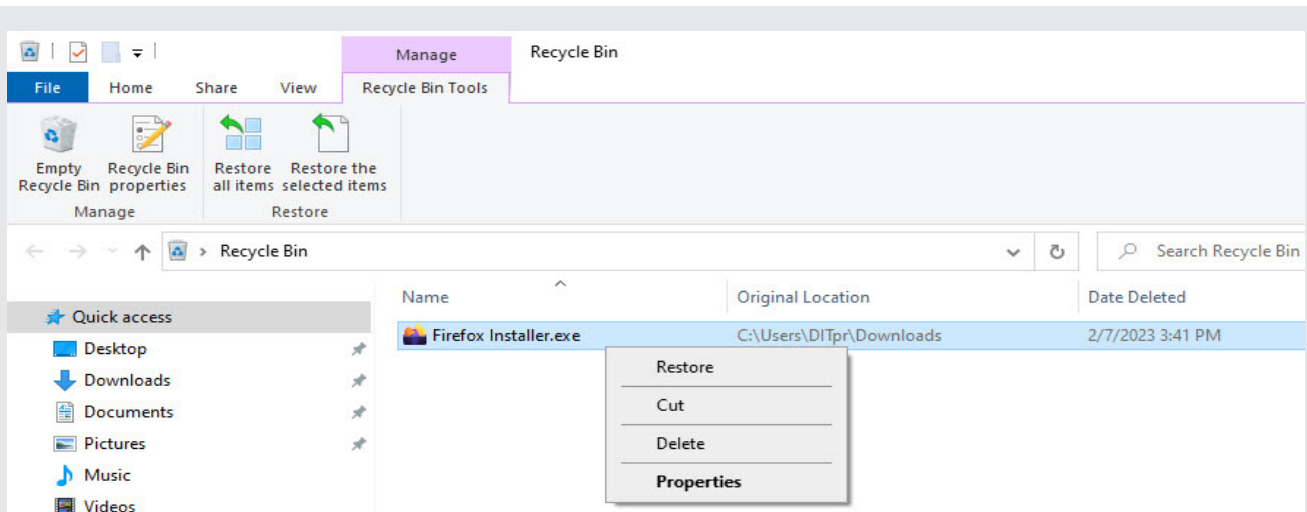 Manage Recycle Bin
File Home Share View Recycle Bin Tools
Empty Recycle Bin Restore Restore the
Recycle Bin properties all items selected items
Manage Restore
Recycle Bin Search Recycle Bin
Name Original Location Date Deleted
Quick access
Firefox Installer.exe C:\Users\DITpr\Downloads 2/7/2023 3:41 PM
Desktop
Restore
Downloads
Cut
Documents
Delete
Pictures
Music
Properties
Videos